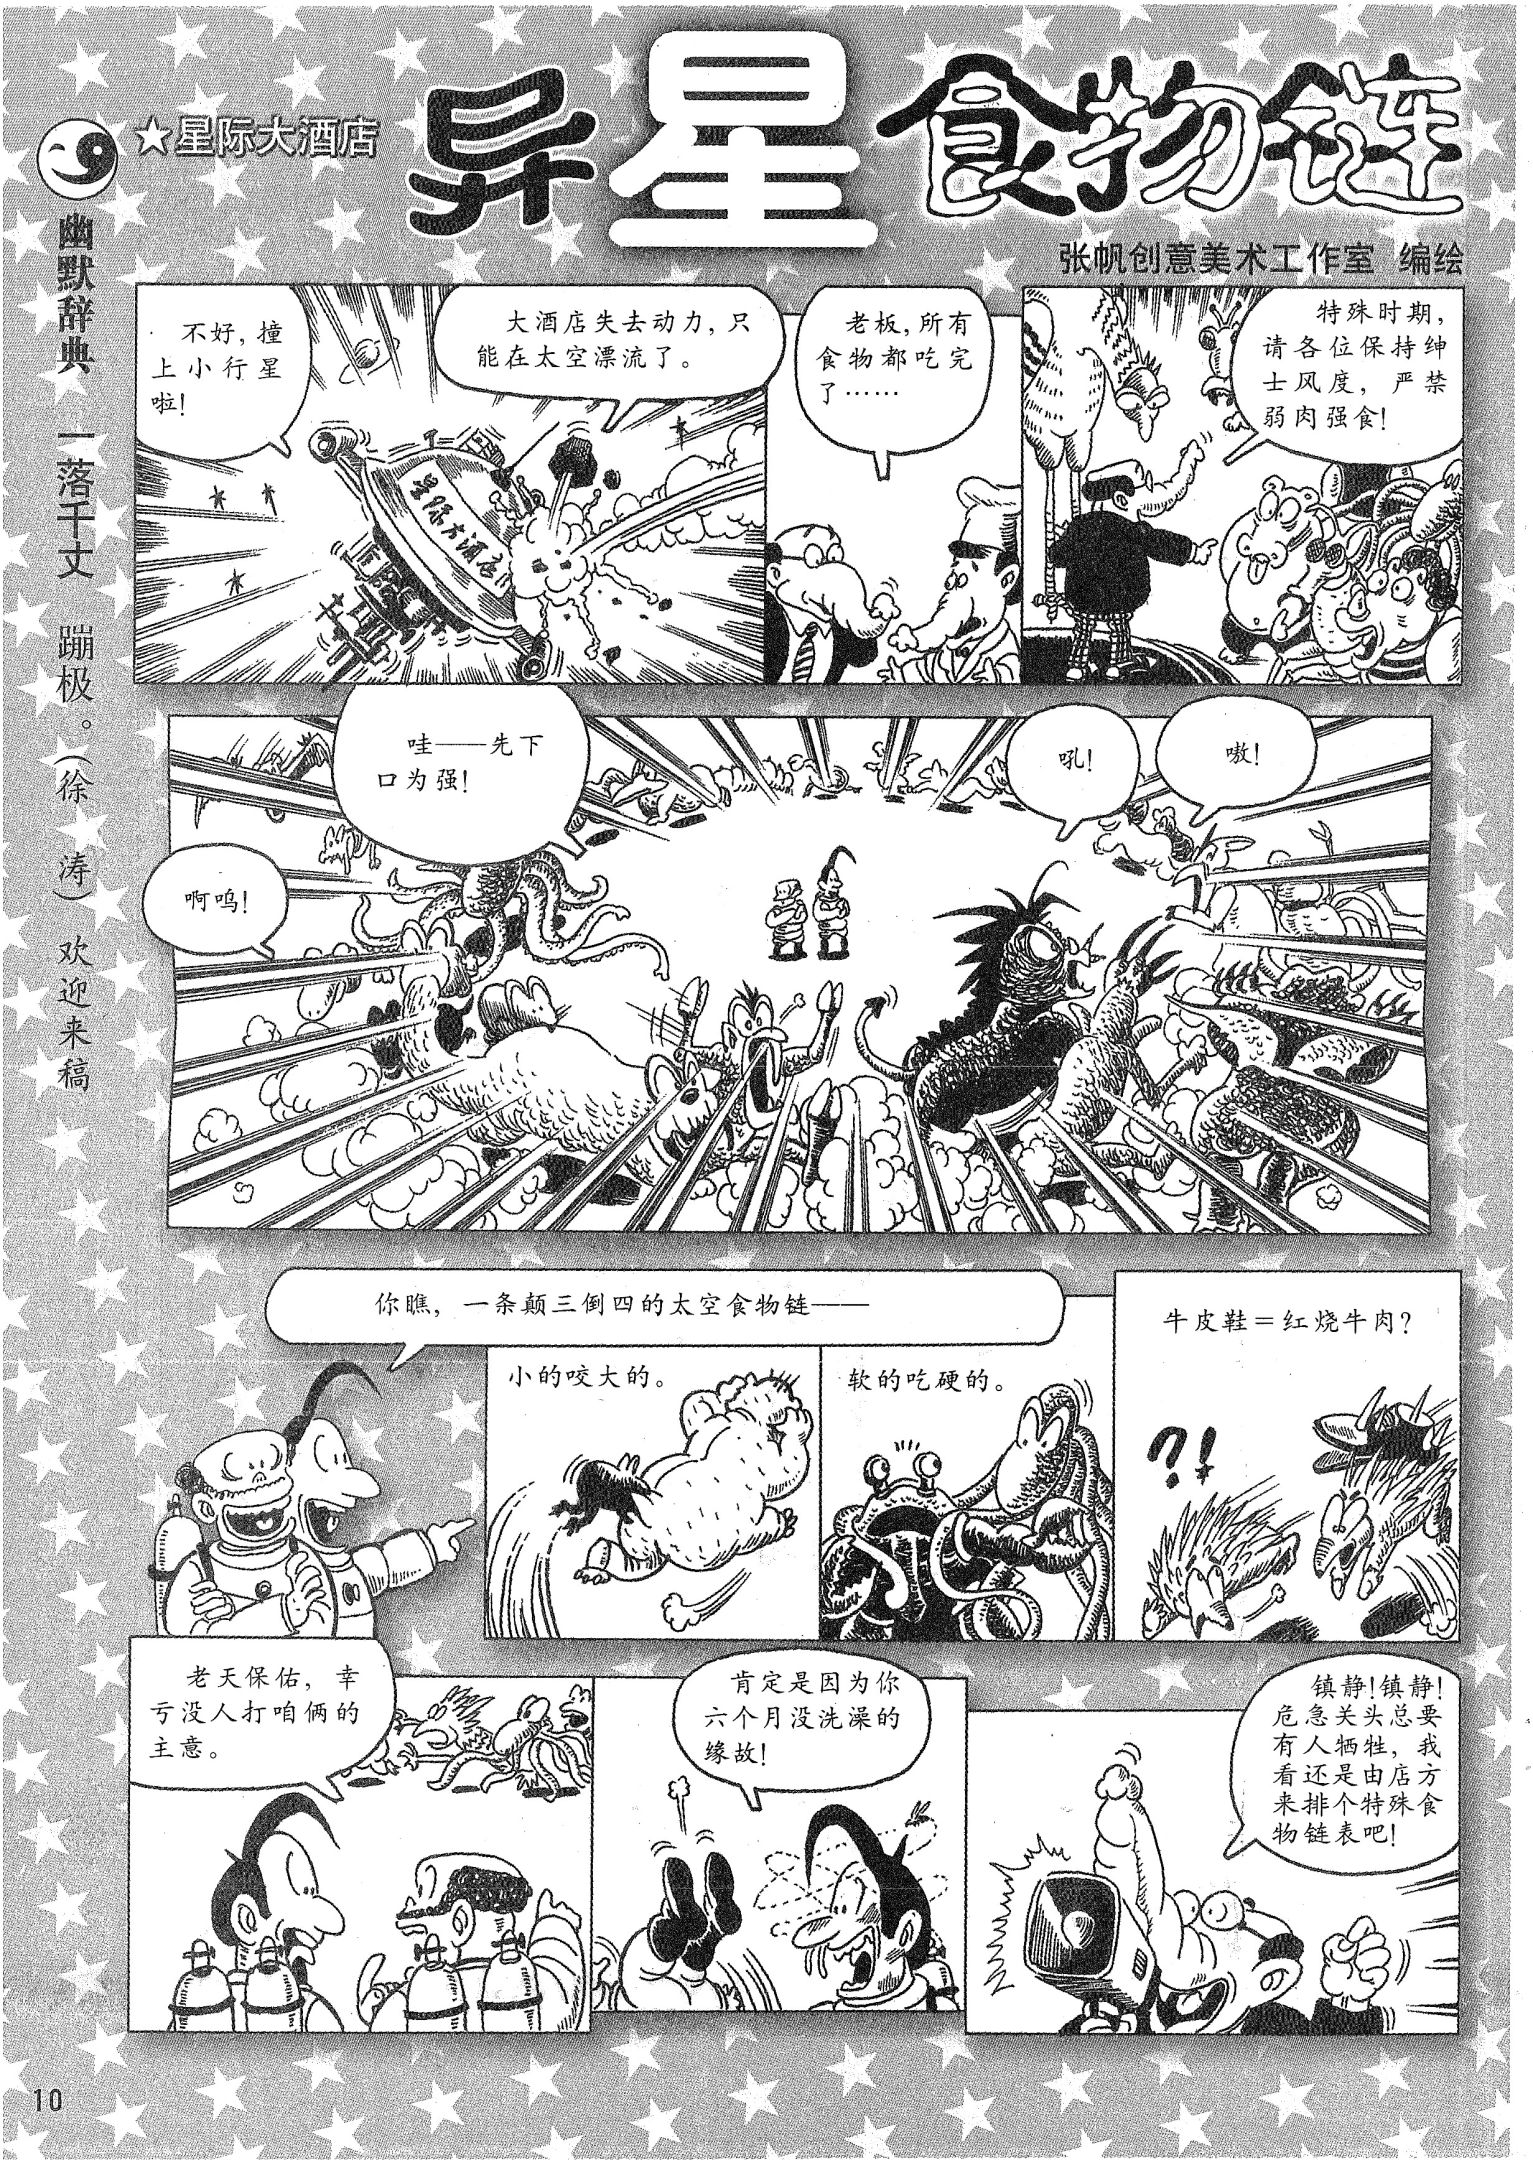 ★星际大酒店
异星食物链
张帆创意美术工作室 编绘
幽默辞典 一落千丈 蹦极。(徐 涛) 欢迎来稿
不好,撞
上小行星
啦!
大酒店失去动力,只
能在太空漂流了。
星际大酒店
老板,所有
食物都吃完
了……
特殊时期,
请各位保持绅
士风度,严禁
弱肉强食!
哇——先下
口为强!
啊呜!
吼!
嗷!
你瞧,一条颠三倒四的太空食物链——
小的咬大的。
软的吃硬的。
牛皮鞋=红烧牛肉?
?!
老天保佑,幸
亏没人打咱俩的
主意。
肯定是因为你
六个月没洗澡的
缘故!
镇静!镇静!
危急关头总要
有人牺牲,我
看还是由店方
来排个特殊食
物链表吧!
10